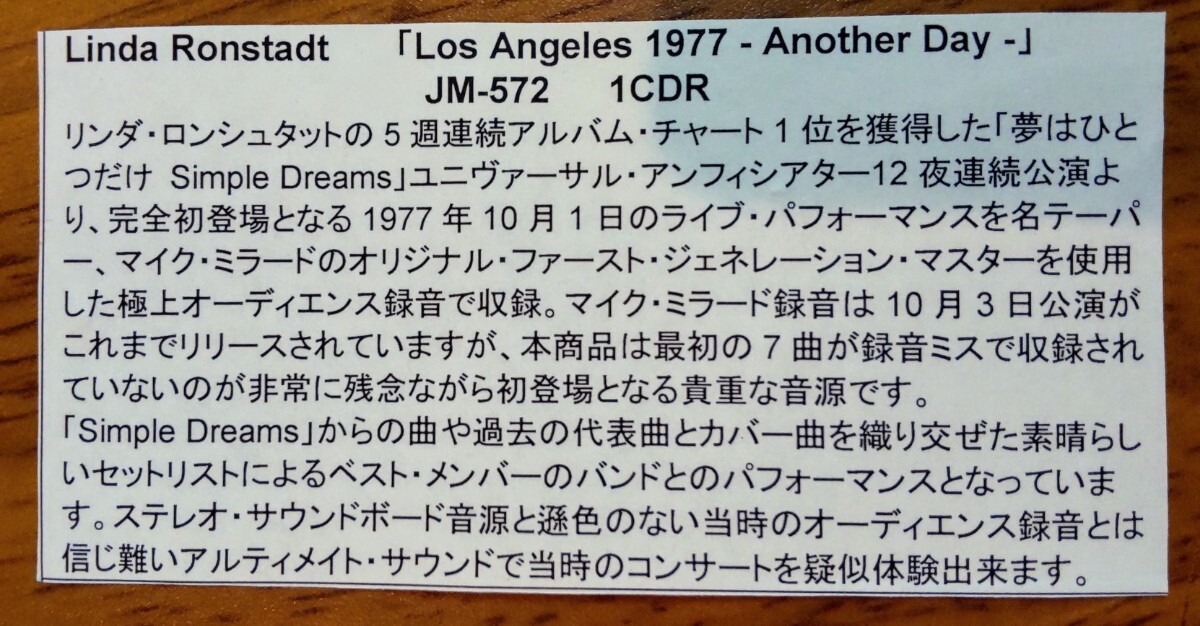 Linda Ronstadt 「Los Angeles 1977 - Another Day -」
JM-572 1CDR
リンダ・ロンシュタットの 5 週連続アルバム・チャート 1 位を獲得した「夢はひと
つだけ Simple Dreams」ユニヴァーサル・アンフィシアター12 夜連続公演よ
り、完全初登場となる 1977 年 10 月 1 日のライブ・パフォーマンスを名テーパ
ー、マイク・ミラードのオリジナル・ファースト・ジェネレーション・マスターを使用
した極上オーディエンス録音で収録。マイク・ミラード録音は 10 月 3 日公演が
これまでリリースされていますが、本商品は最初の 7 曲が録音ミスで収録され
ていないのが非常に残念ながら初登場となる貴重な音源です。
「Simple Dreams」からの曲や過去の代表曲とカバー曲を織り交ぜた素晴らし
いセットリストによるベスト・メンバーのバンドとのパフォーマンスとなっていま
す。ステレオ・サウンドボード音源と遜色のない当時のオーディエンス録音とは
信じ難いアルティメイト・サウンドで当時のコンサートを疑似体験出来ます。